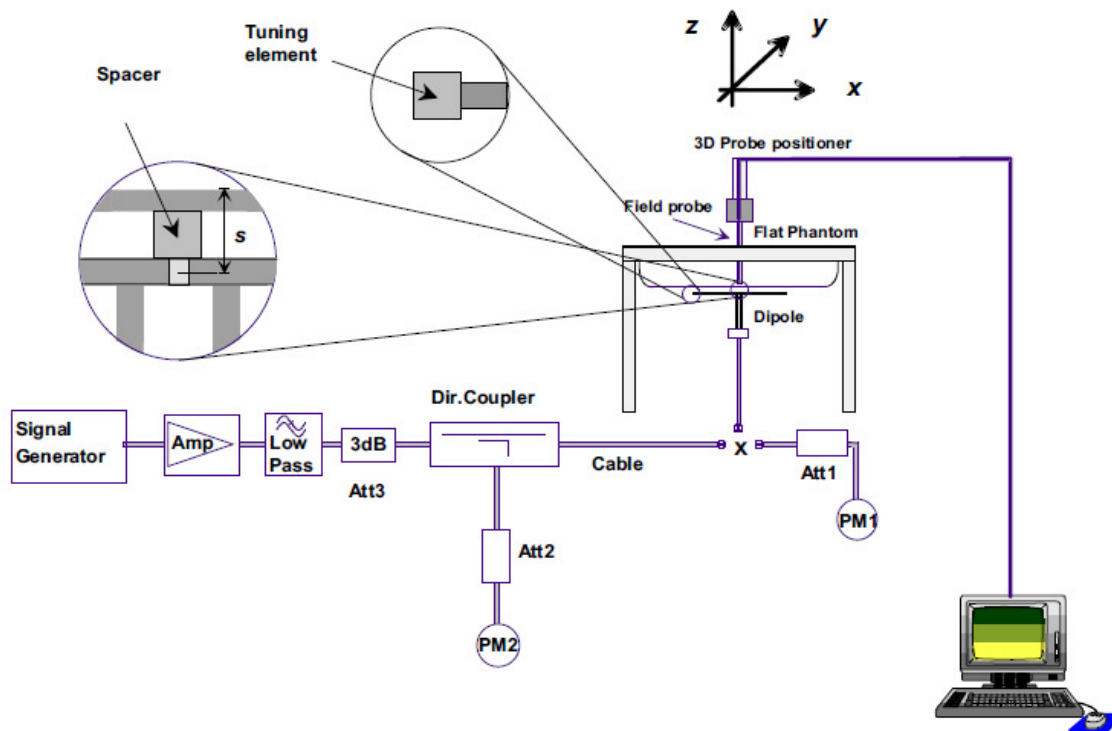 Tuning
element
Spacer
s
z
y
x
3D Probe positioner
Field probe
Flat Phantom
Dipole
Dir.Coupler
Signal
Generator
Amp
Low
Pass
3dB
Att3
Cable
X
Att1
PM1
Att2
PM2